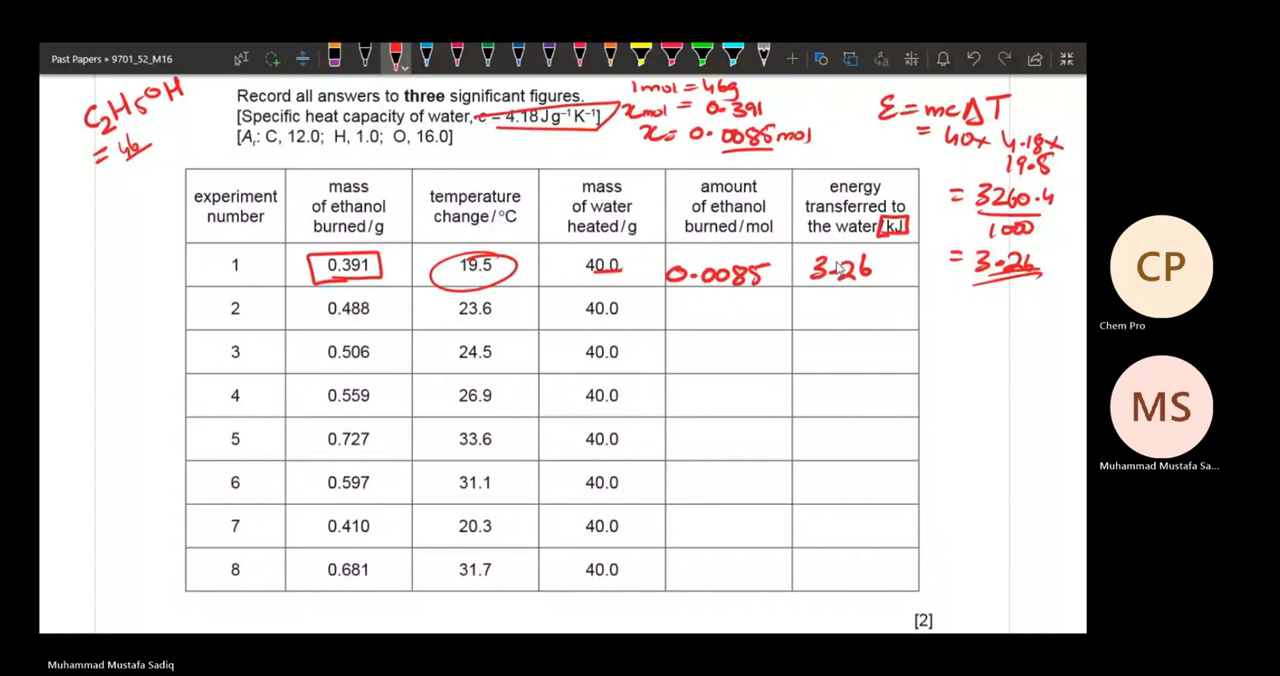 Past Papers » 9701_52_M16
C2H5OH
= 46
Record all answers to three significant figures.
[Specific heat capacity of water, c = 4.18 J g⁻¹ K⁻¹]
[Aᵣ: C, 12.0; H, 1.0; O, 16.0]
1mol = 46g
x mol = 0.391
x = 0.0085 mol
E = mcΔT
= 40x 4.18x
19.5
= 3260.4
1000
= 3.26
experiment number | mass of ethanol burned / g | temperature change / °C | mass of water heated / g | amount of ethanol burned / mol | energy transferred to the water / kJ
1 | 0.391 | 19.5 | 40.0 | 0.0085 | 3.26
2 | 0.488 | 23.6 | 40.0
3 | 0.506 | 24.5 | 40.0
4 | 0.559 | 26.9 | 40.0
5 | 0.727 | 33.6 | 40.0
6 | 0.597 | 31.1 | 40.0
7 | 0.410 | 20.3 | 40.0
8 | 0.681 | 31.7 | 40.0
[2]
CP
Chem Pro
MS
Muhammad Mustafa Sa...
Muhammad Mustafa Sadiq